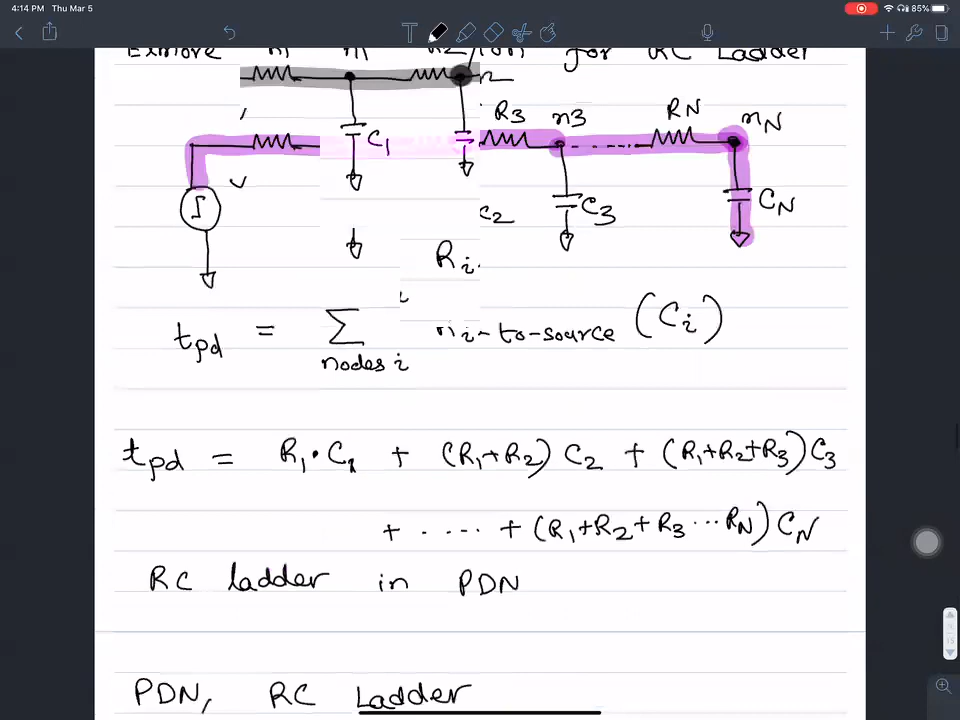 4:14 PM Thu Mar 5
85%
for RC Ladder
R3 n3 RN nN
C1
C2 C3 CN
Ri
tpd = ∑ ni-to-source (Ci)
nodes i
tpd = R1 · C1 + (R1+R2) C2 + (R1+R2+R3) C3
+ ..... + (R1+R2+R3 ... RN) CN
RC ladder in PDN
PDN, RC Ladder